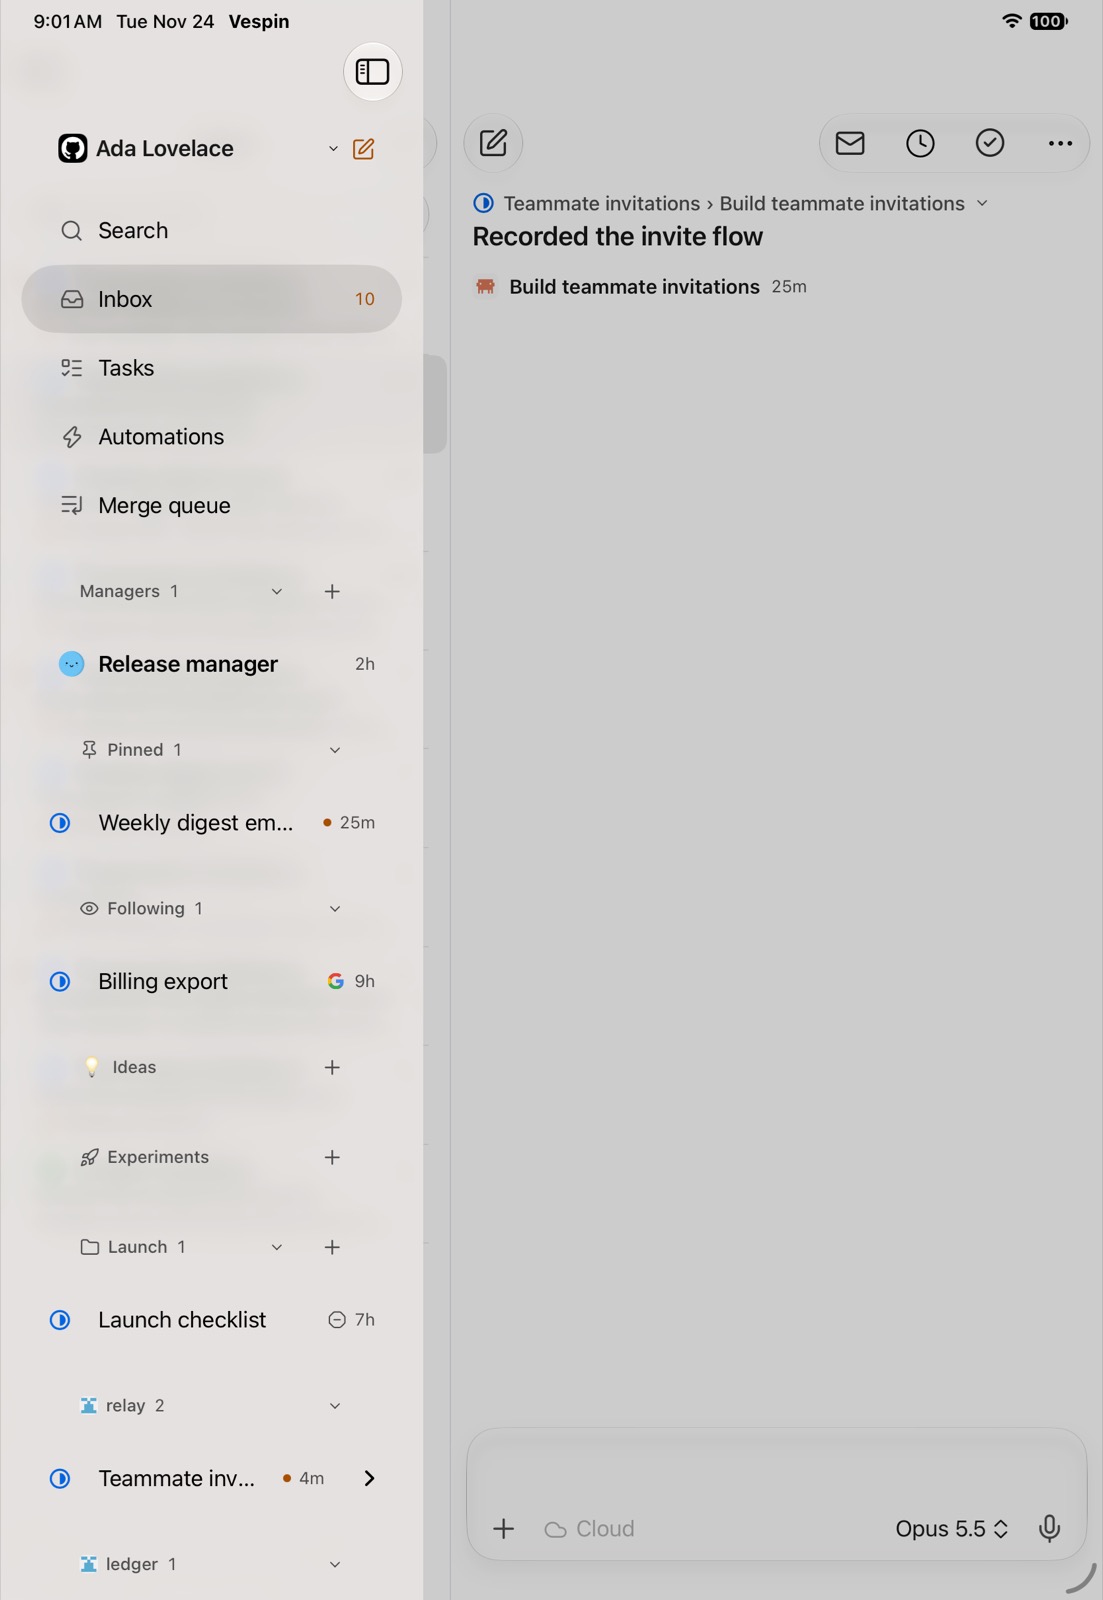 9:01 AM Tue Nov 24 Vespin
100
Ada Lovelace
Search
Inbox 10
Tasks
Automations
Merge queue
Managers 1
Release manager 2h
Pinned 1
Weekly digest em... 25m
Following 1
Billing export 9h
Ideas
Experiments
Launch 1
Launch checklist 7h
relay 2
Teammate inv... 4m
ledger 1
Teammate invitations › Build teammate invitations
Recorded the invite flow
Build teammate invitations 25m
Cloud
Opus 5.5